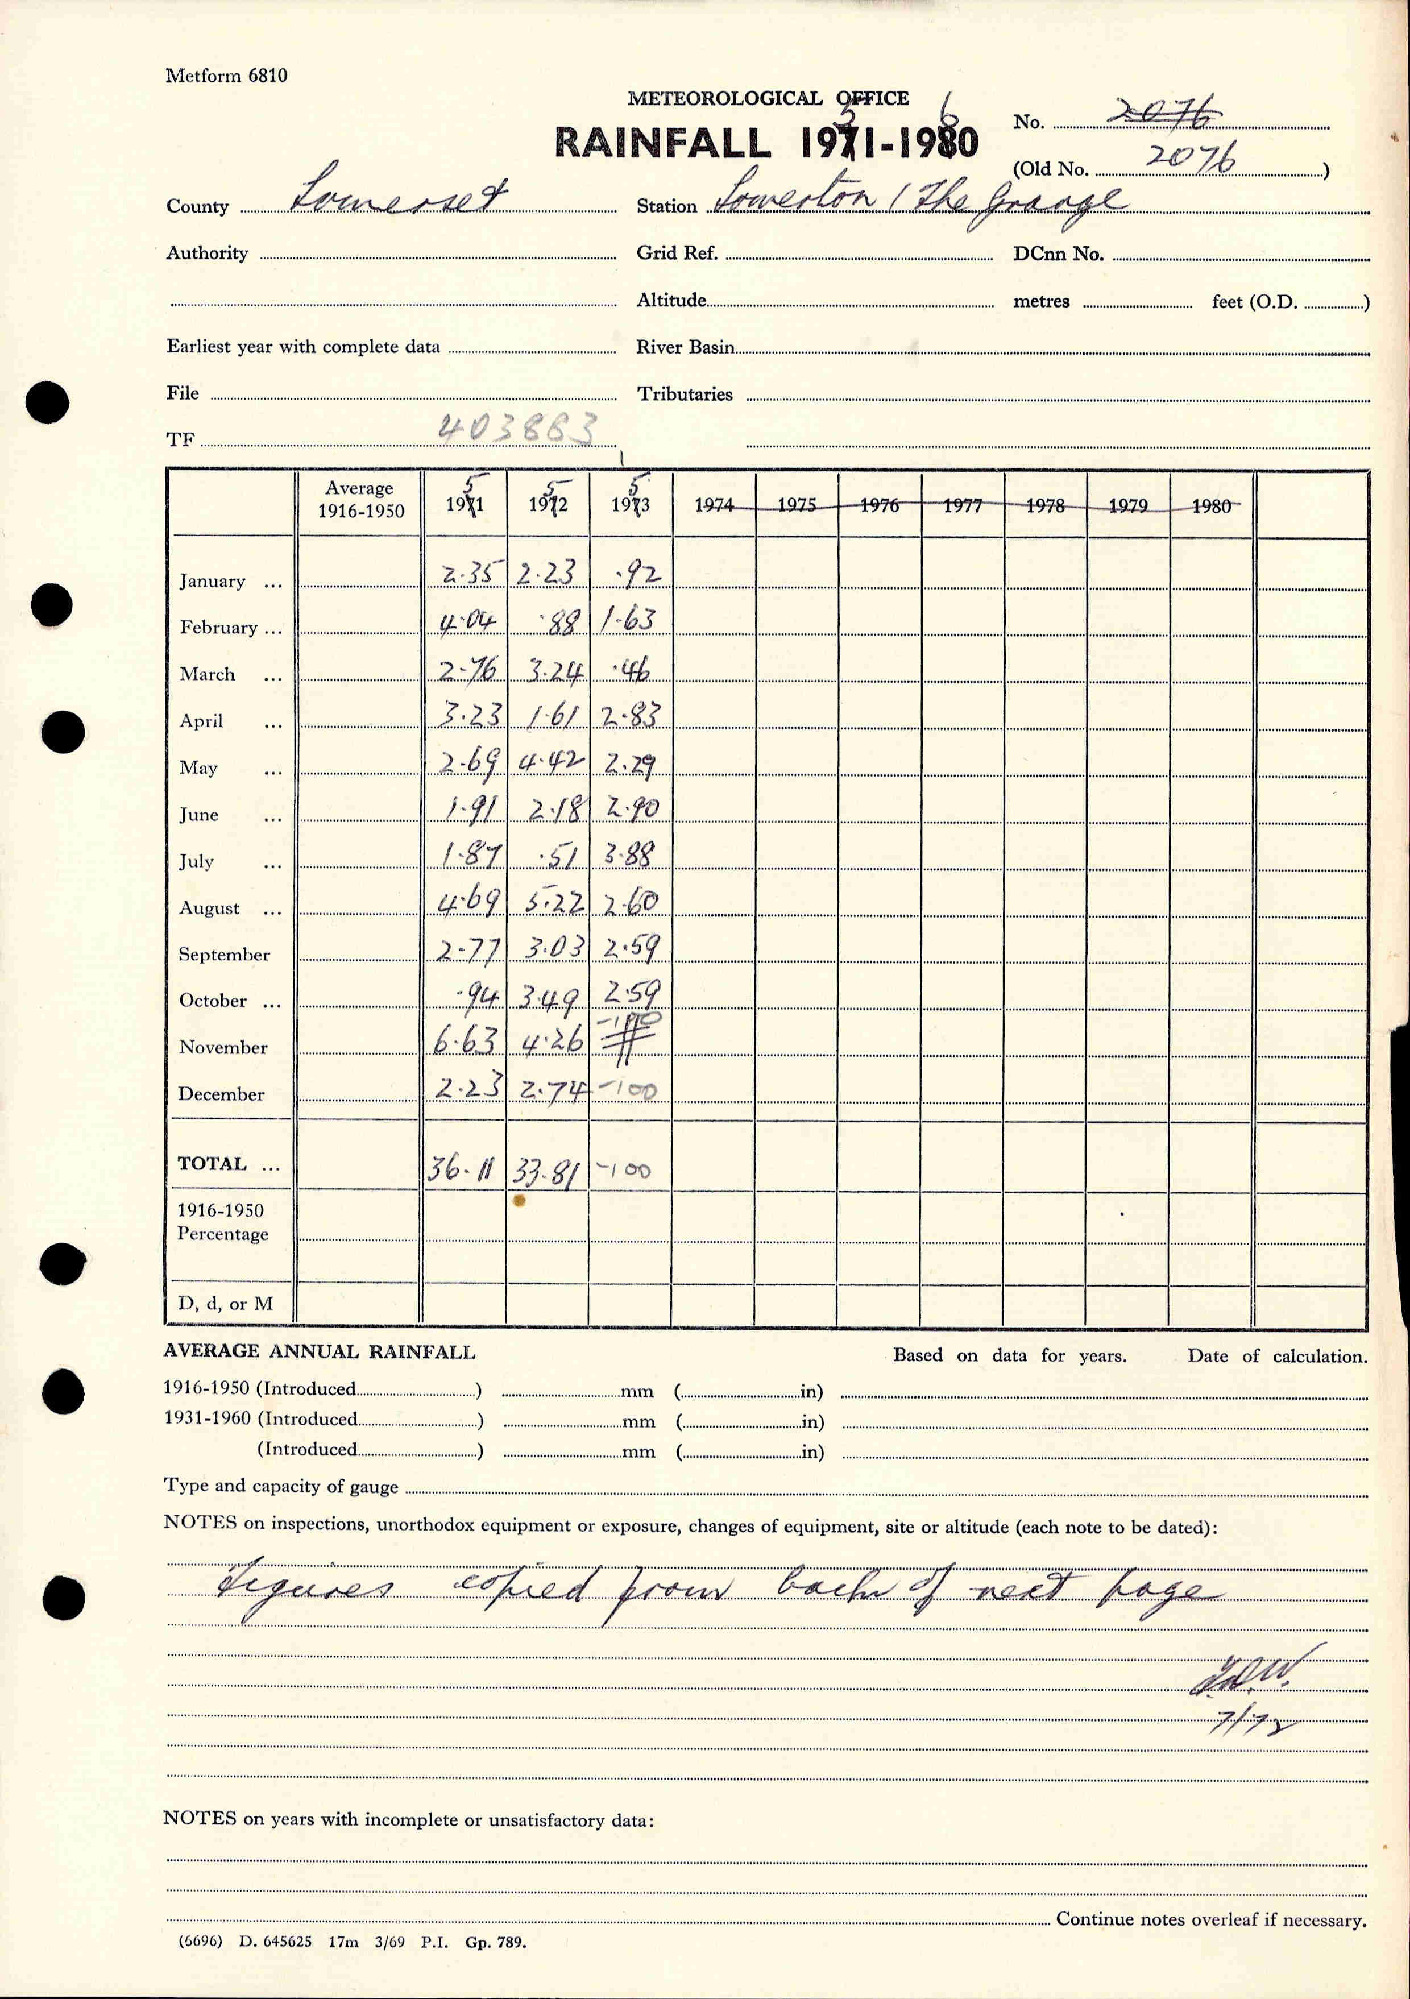 Metform 6810
METEOROLOGICAL OFFICE
RAINFALL 1951-1960
No. 2076
(Old No. 2076)
County Somerset
Station Somerton / The Grange
Authority
Grid Ref.
DCnn No.
Altitude
metres
feet (O.D. )
Earliest year with complete data
River Basin
File
Tributaries
TF 403883
Average 1916-1950 1951 1952 1953 1974 1975 1976 1977 1978 1979 1980
January ... 2.35 2.23 .92
February ... 4.04 .88 1.63
March ... 2.76 3.24 .46
April ... 3.23 1.61 2.83
May ... 2.69 4.42 2.29
June ... 1.91 2.18 2.90
July ... 1.87 .51 3.88
August ... 4.69 5.22 2.60
September 2.77 3.03 2.59
October ... .94 3.49 2.59
November 6.63 4.26 -100
December 2.23 2.74 -100
TOTAL ... 36.11 33.81 -100
1916-1950
Percentage
D, d, or M
AVERAGE ANNUAL RAINFALL
Based on data for years.
Date of calculation.
1916-1950 (Introduced ) mm ( in)
1931-1960 (Introduced ) mm ( in)
(Introduced ) mm ( in)
Type and capacity of gauge
NOTES on inspections, unorthodox equipment or exposure, changes of equipment, site or altitude (each note to be dated):
figures copied from back of next page
7/72
NOTES on years with incomplete or unsatisfactory data:
Continue notes overleaf if necessary.
(6696) D. 645625 17m 3/69 P.I. Gp. 789.